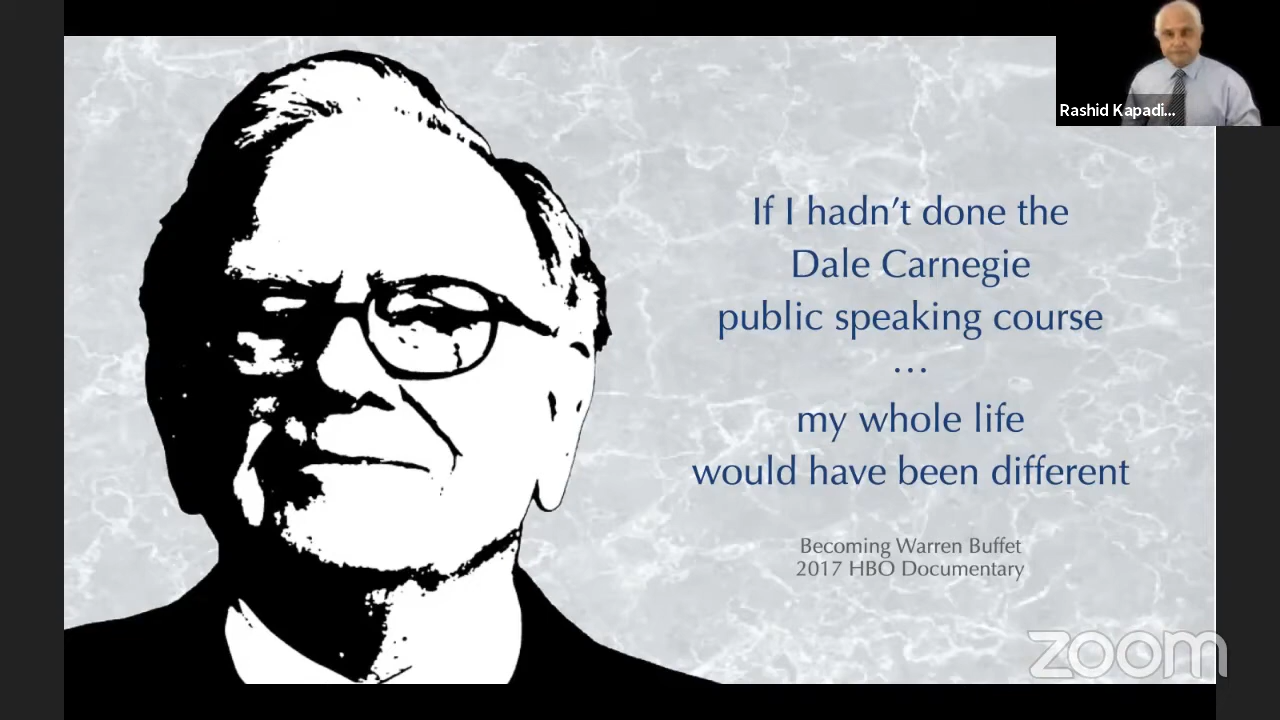 Rashid Kapadi...
If I hadn’t done the
Dale Carnegie
public speaking course
...
my whole life
would have been different
Becoming Warren Buffet
2017 HBO Documentary
zoom